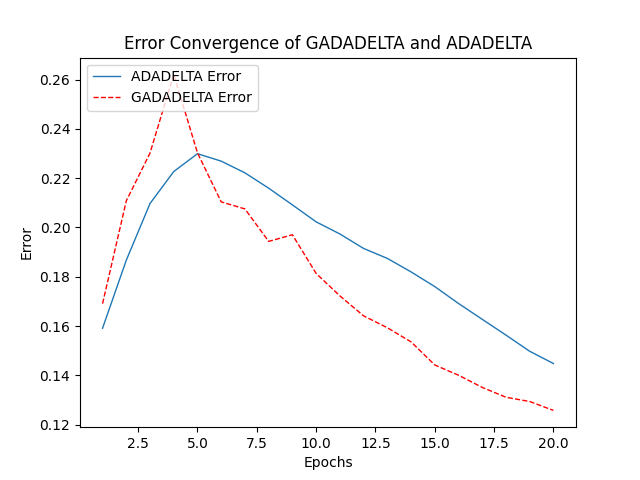 Error Convergence of GADADELTA and ADADELTA
ADADELTA Error
GADADELTA Error
0.26
0.24
0.22
0.20
0.18
0.16
0.14
0.12
Error
2.5 5.0 7.5 10.0 12.5 15.0 17.5 20.0
Epochs